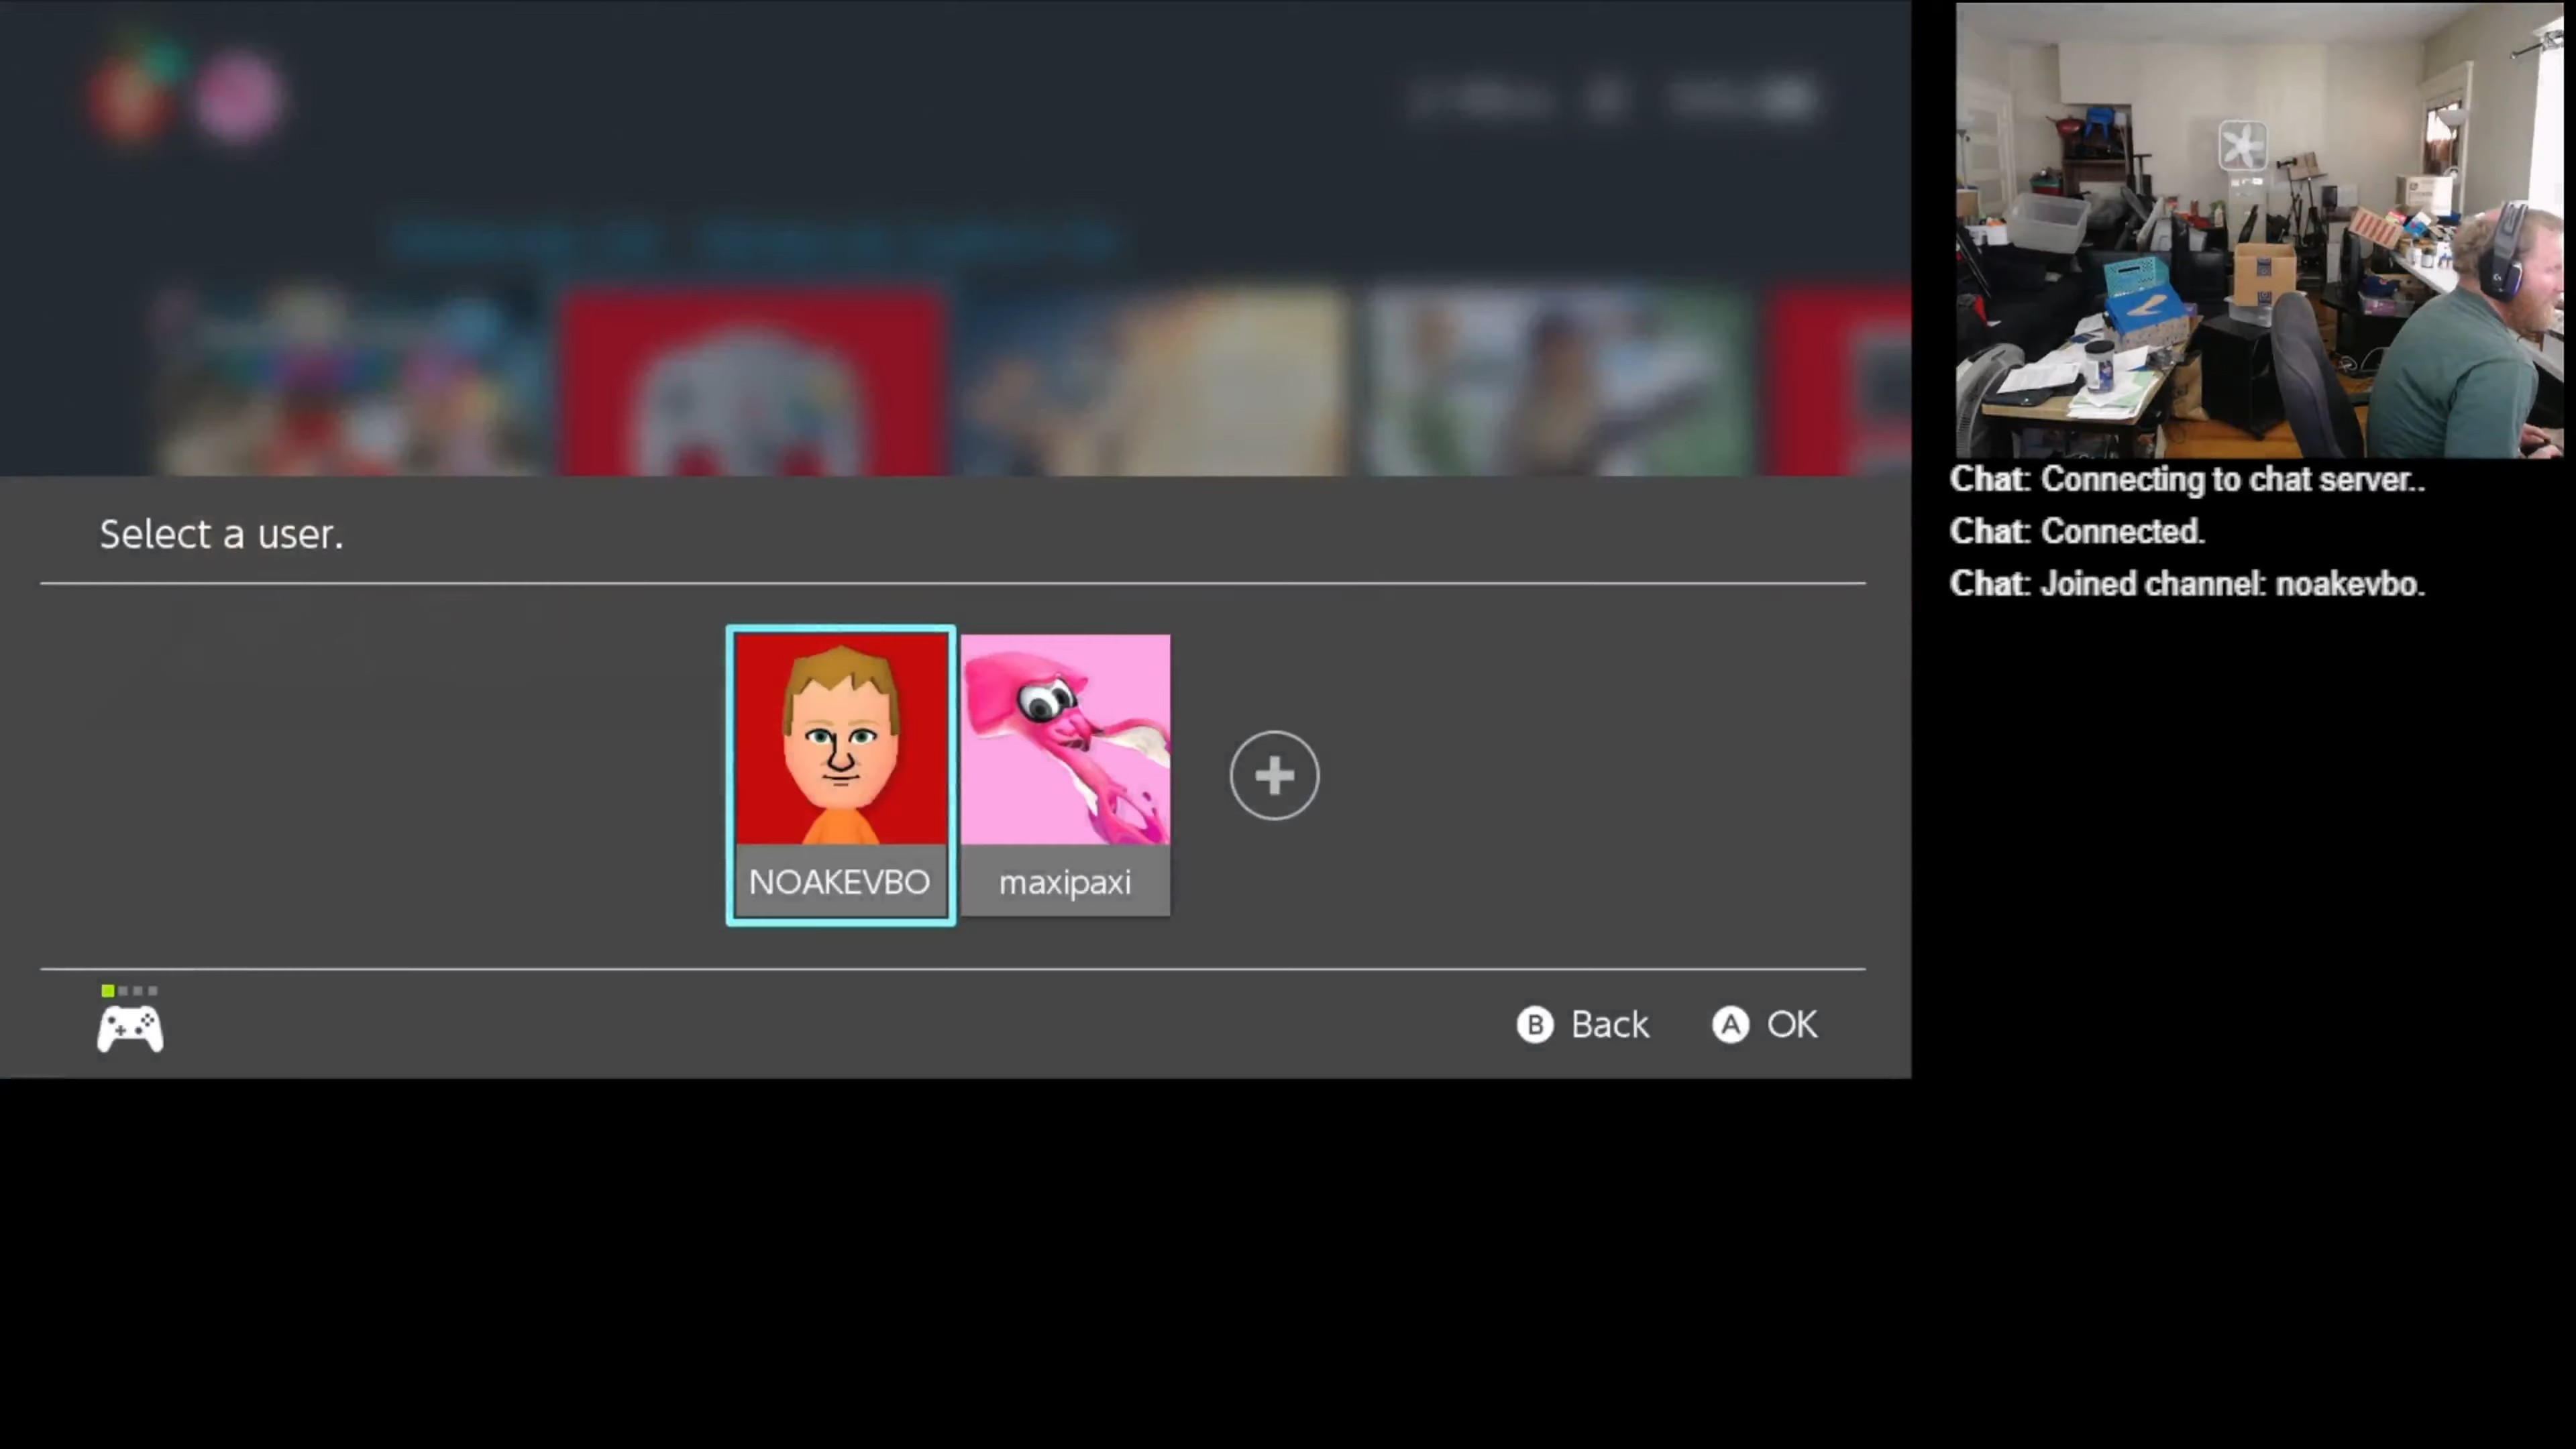 Select a user.
NOAKEVBO
maxipaxi
B Back
A OK
Chat: Connecting to chat server..
Chat: Connected.
Chat: Joined channel: noakevbo.